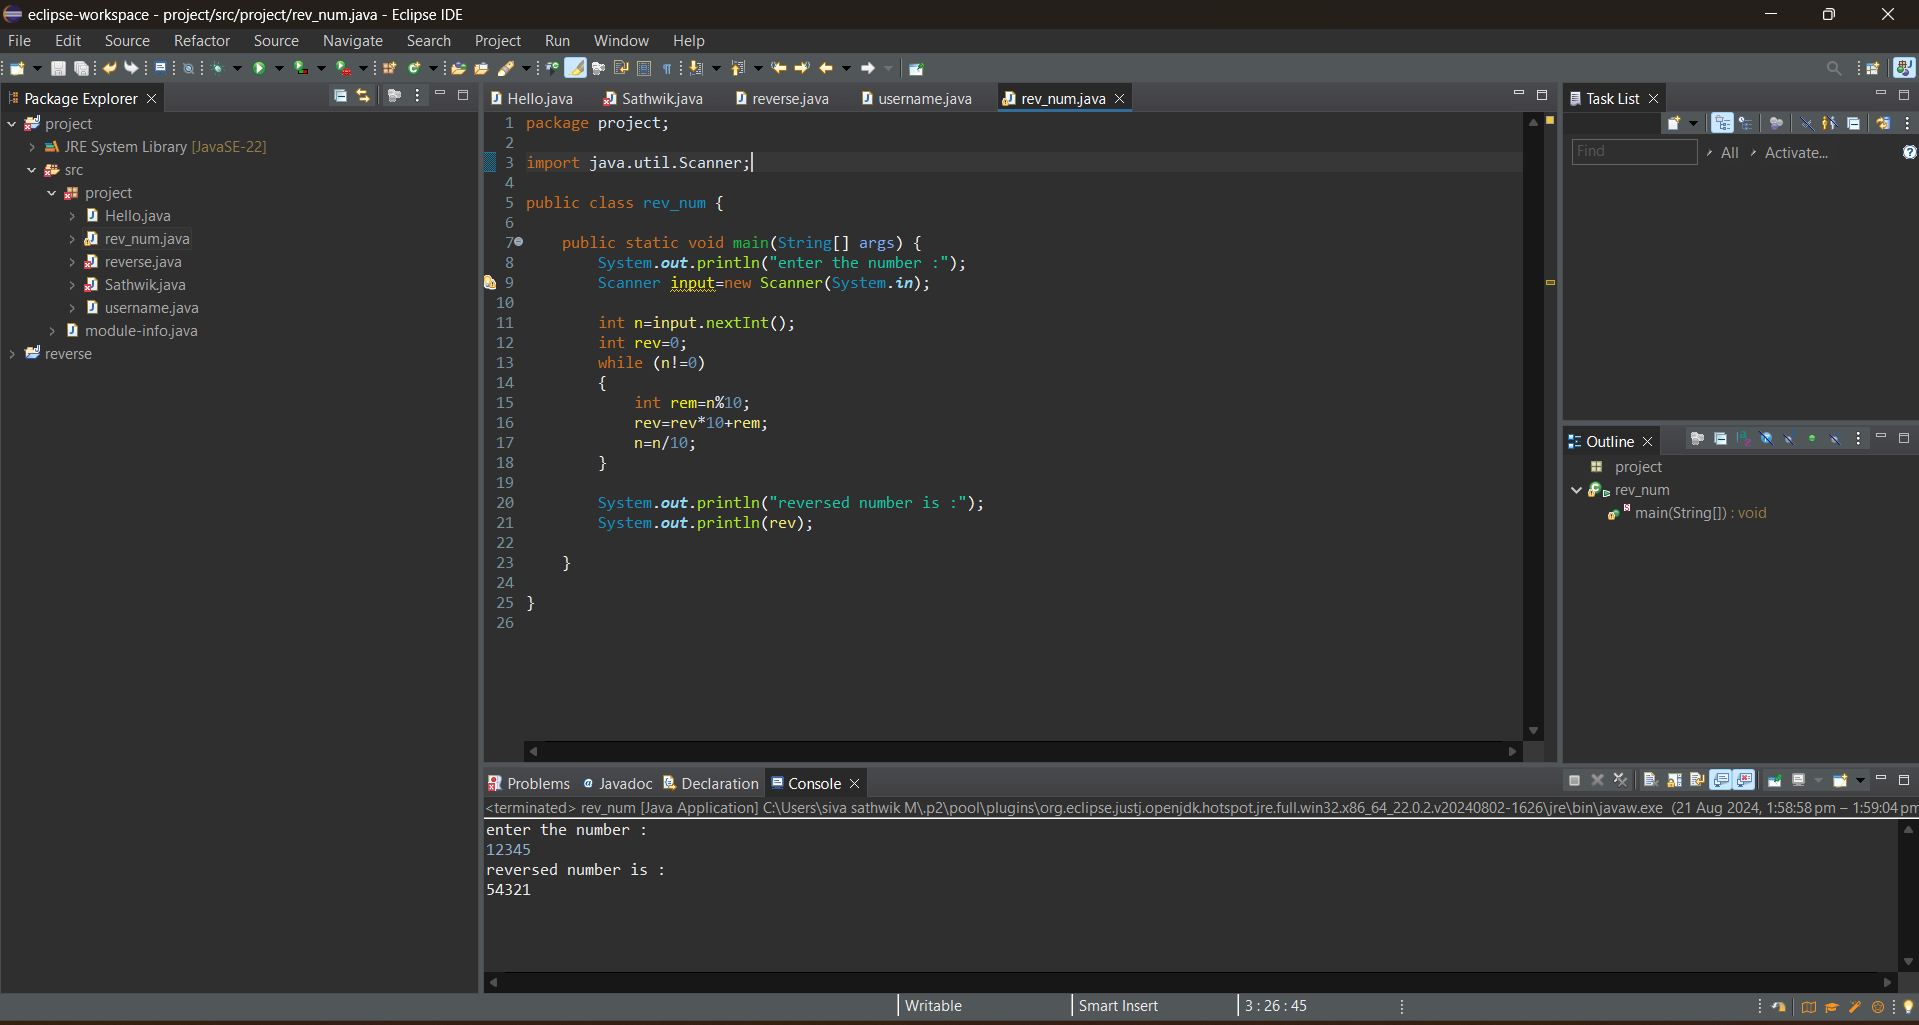 eclipse-workspace - project/src/project/rev_num.java - Eclipse IDE
File Edit Source Refactor Source Navigate Search Project Run Window Help
Package Explorer
project
JRE System Library [JavaSE-22]
src
project
Hello.java
rev_num.java
reverse.java
Sathwik.java
username.java
module-info.java
reverse
Hello.java Sathwik.java reverse.java username.java rev_num.java
1 package project;
2
3 import java.util.Scanner;
4
5 public class rev_num {
6
7 public static void main(String[] args) {
8 System.out.println("enter the number :");
9 Scanner input=new Scanner(System.in);
10
11 int n=input.nextInt();
12 int rev=0;
13 while (n!=0)
14 {
15 int rem=n%10;
16 rev=rev*10+rem;
17 n=n/10;
18 }
19
20 System.out.println("reversed number is :");
21 System.out.println(rev);
22
23 }
24
25 }
26
Task List
Find All Activate...
Outline
project
rev_num
main(String[]) : void
Problems Javadoc Declaration Console
<terminated> rev_num [Java Application] C:\Users\siva sathwik M\.p2\pool\plugins\org.eclipse.justj.openjdk.hotspot.jre.full.win32.x86_64_22.0.2.v20240802-1626\jre\bin\javaw.exe (21 Aug 2024, 1:58:58 pm – 1:59:04 pm
enter the number :
12345
reversed number is :
54321
Writable Smart Insert 3 : 26 : 45